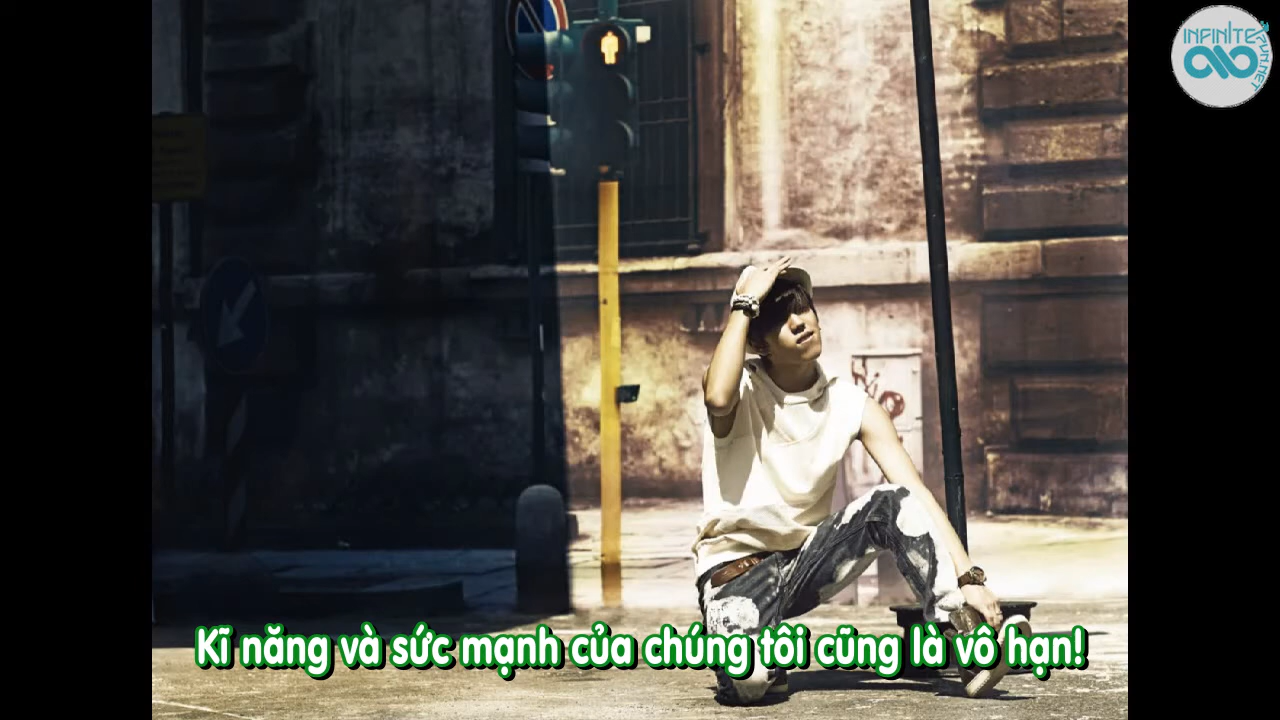 INFINITE
Kĩ năng và sức mạnh của chúng tôi cũng là vô hạn!